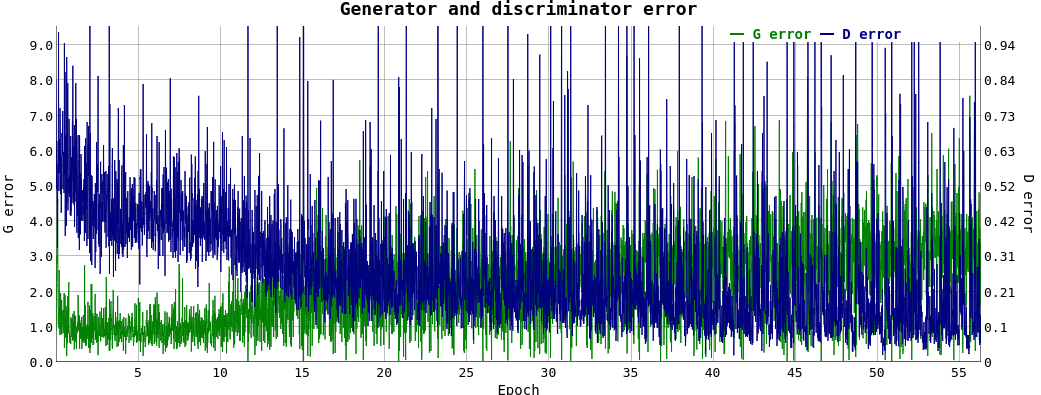 Generator and discriminator error
G error D error
9.0 0.94
8.0 0.84
7.0 0.73
6.0 0.63
5.0 0.52
4.0 0.42
3.0 0.31
2.0 0.21
1.0 0.1
0.0 0
G error
D error
5 10 15 20 25 30 35 40 45 50 55
Epoch